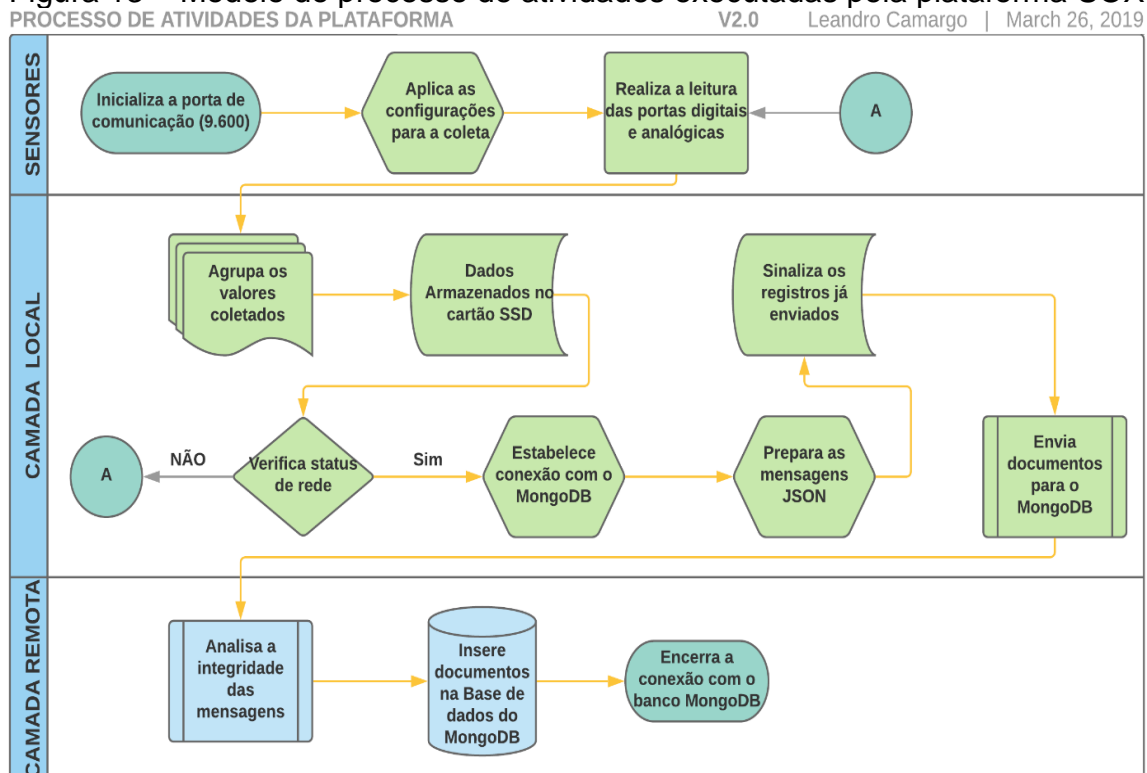 PROCESSO DE ATIVIDADES DA PLATAFORMA
V2.0
Leandro Camargo | March 26, 2019
SENSORES
Inicializa a porta de
comunicação (9.600)
Aplica as
configurações
para a coleta
Realiza a leitura
das portas digitais
e analógicas
A
CAMADA LOCAL
Agrupa os
valores
coletados
Dados
Armazenados no
cartão SSD
Sinaliza os
registros já
enviados
A
NÃO
Verifica status
de rede
Sim
Estabelece
conexão com o
MongoDB
Prepara as
mensagens
JSON
Envia
documentos
para o
MongoDB
CAMADA REMOTA
Analisa a
integridade
das
mensagens
Insere
documentos
na Base de
dados do
MongoDB
Encerra a
conexão com o
banco MongoDB